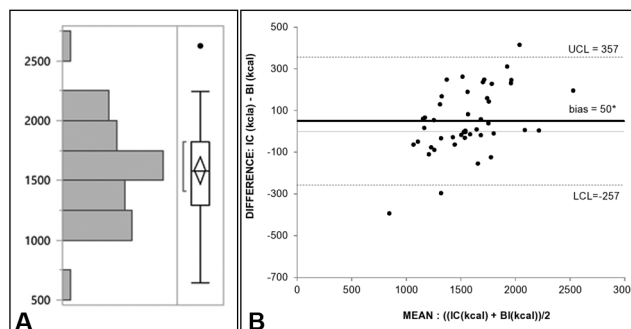 2500
2000
1500
1000
500
A
DIFFERENCE: IC (kcla) - BI (kcal)
500
300
100
-100
-300
-500
-700
UCL = 357
bias = 50*
LCL=-257
0
500
1000
1500
2000
2500
300
MEAN : ((IC(kcal) + BI(kcal))/2
B